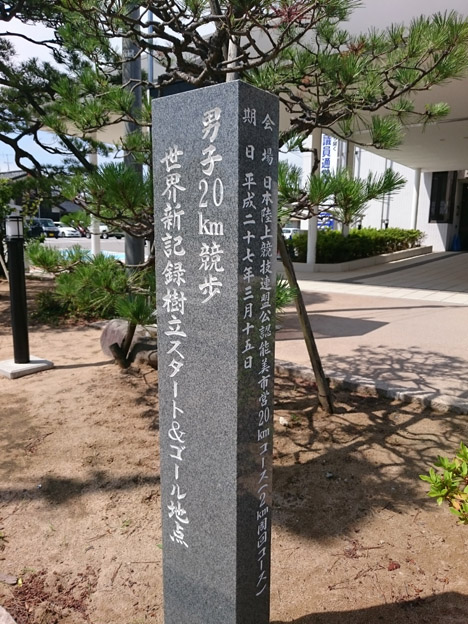 男子20km競歩
世界新記録樹立スタート&ゴール地点
会場 日本陸上競技連盟公認能美市営20kmコース(2km周回コース)
期日 平成二十七年三月十五日
議員通